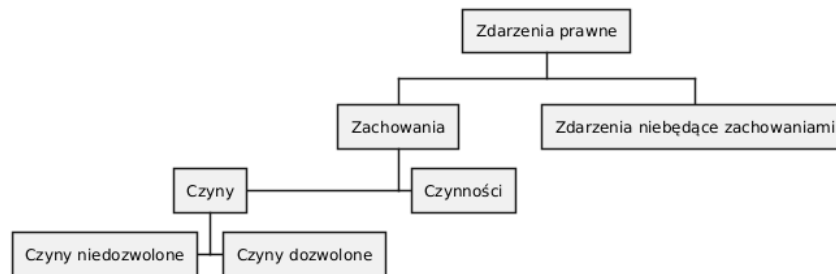 Zdarzenia prawne
Zachowania
Zdarzenia niebędące zachowaniami
Czyny
Czynności
Czyny niedozwolone
Czyny dozwolone